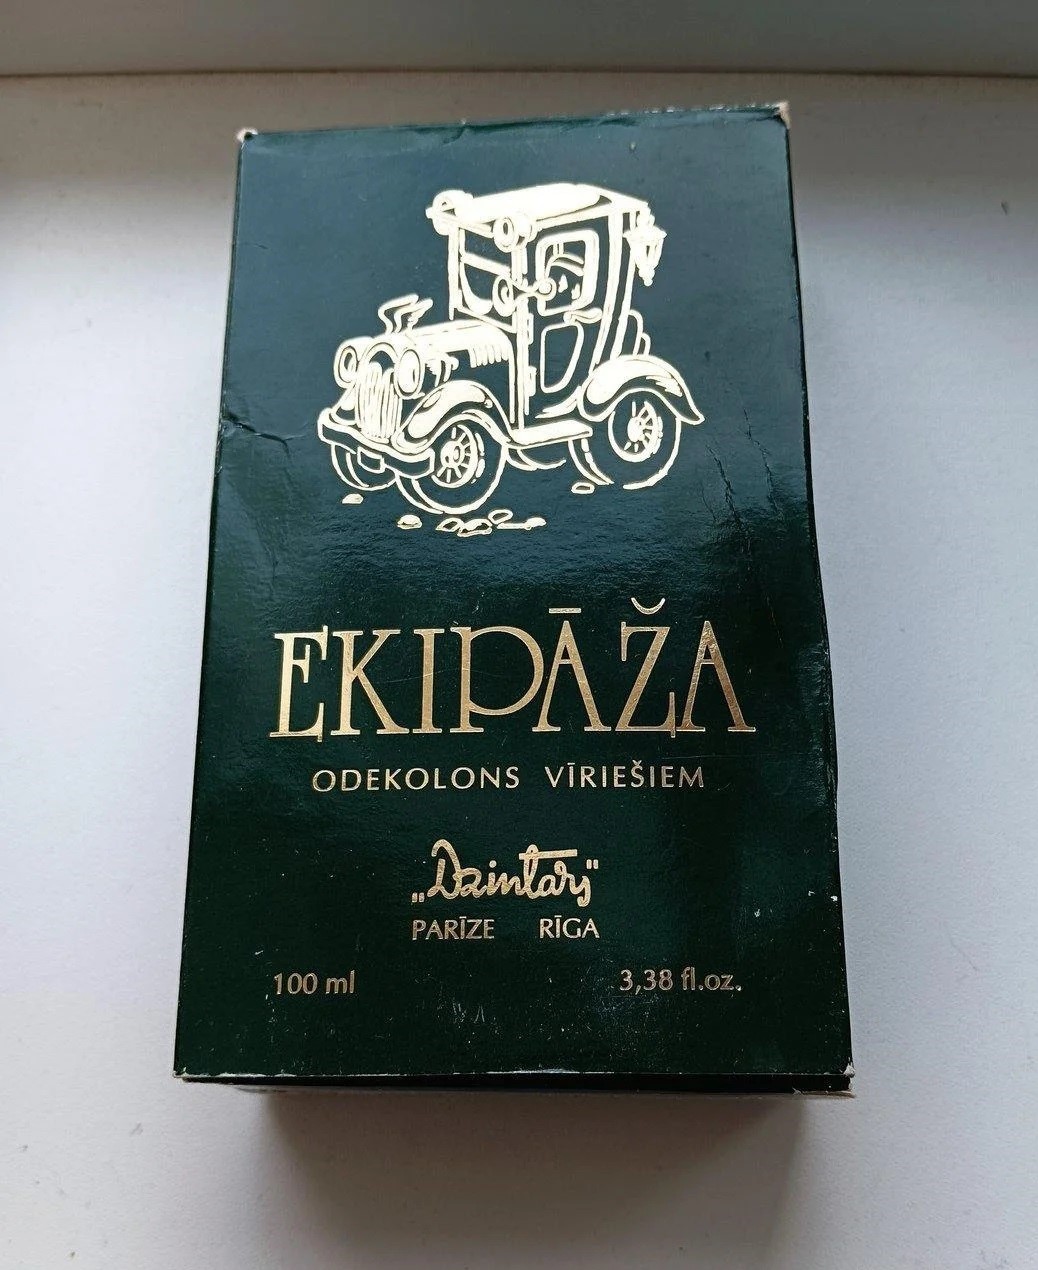 EKIPĀŽA
ODEKOLONS VĪRIEŠIEM
„Dzintars"
PARĪZE RĪGA
100 ml 3,38 fl.oz.